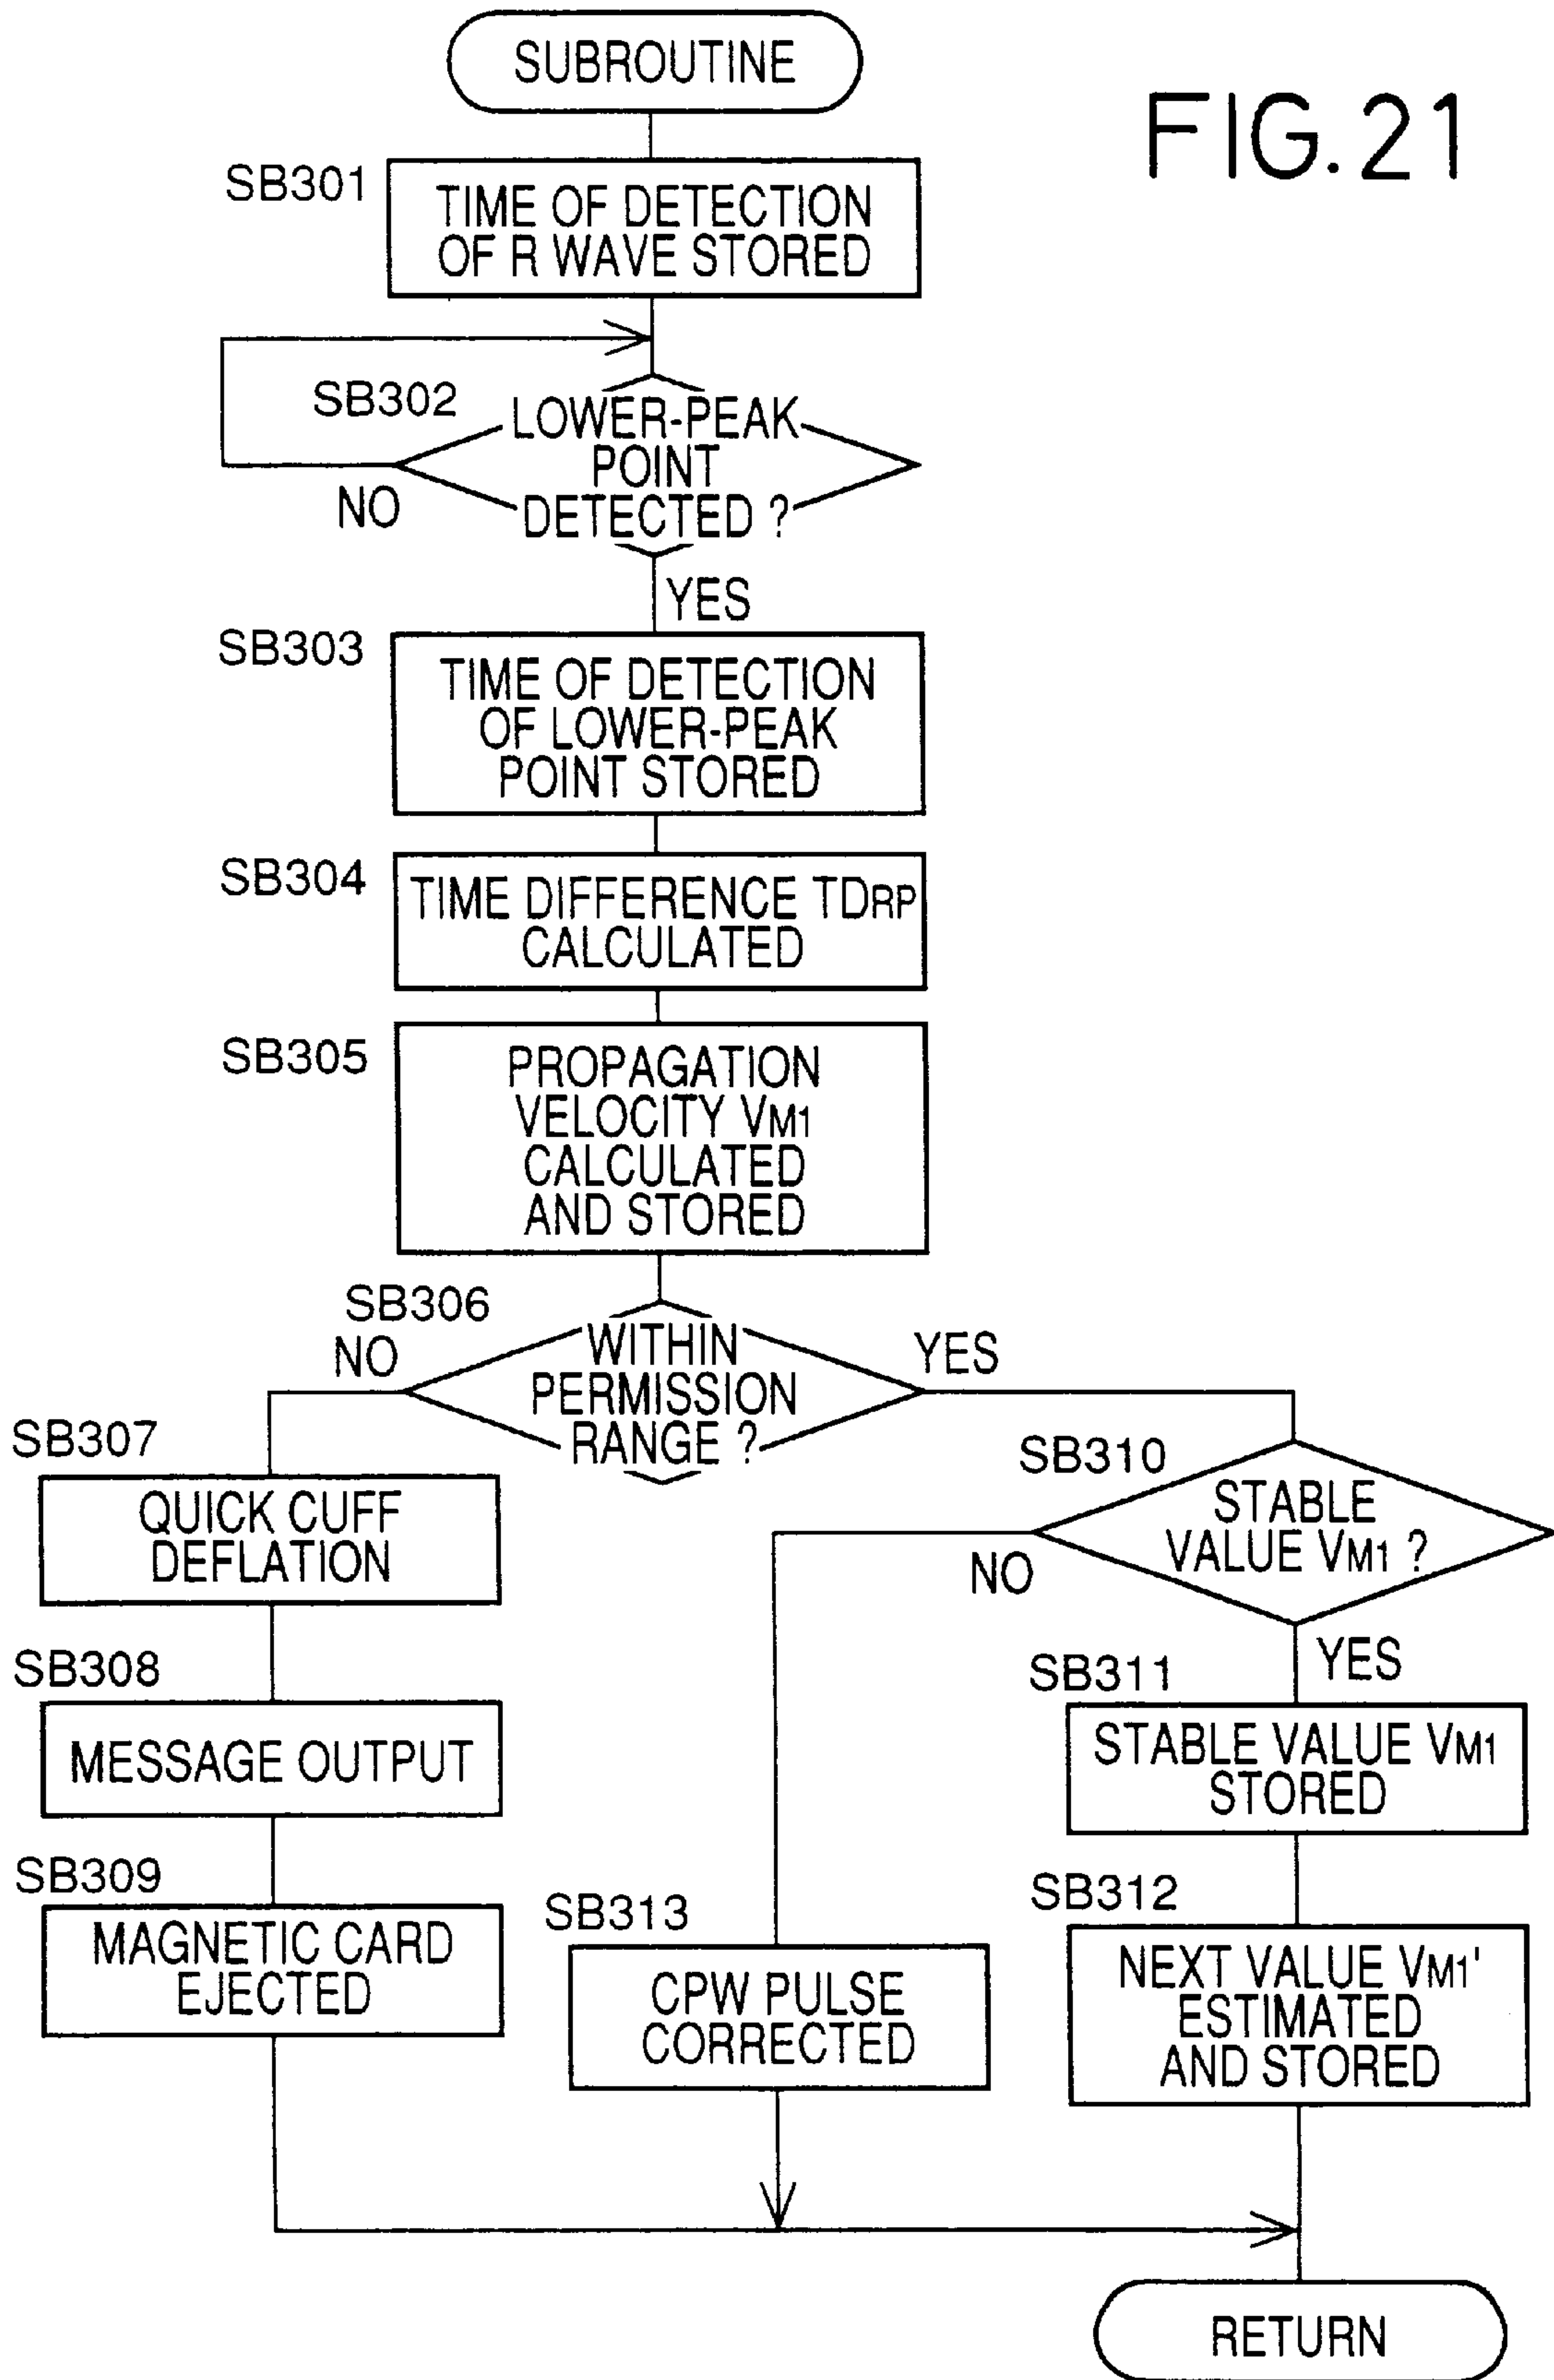 SUBROUTINE
FIG.21
SB301
TIME OF DETECTION
OF R WAVE STORED
SB302
LOWER-PEAK
POINT
DETECTED ?
NO
YES
SB303
TIME OF DETECTION
OF LOWER-PEAK
POINT STORED
SB304
TIME DIFFERENCE TDRP
CALCULATED
SB305
PROPAGATION
VELOCITY VM1
CALCULATED
AND STORED
SB306
NO
WITHIN
PERMISSION
RANGE ?
YES
SB307
QUICK CUFF
DEFLATION
SB310
STABLE
VALUE VM1 ?
NO
YES
SB308
MESSAGE OUTPUT
SB311
STABLE VALUE VM1
STORED
SB309
MAGNETIC CARD
EJECTED
SB313
CPW PULSE
CORRECTED
SB312
NEXT VALUE VM1'
ESTIMATED
AND STORED
RETURN